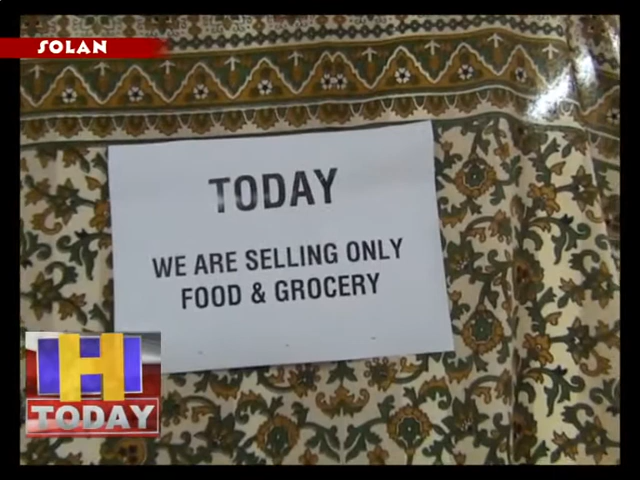 SOLAN
TODAY
WE ARE SELLING ONLY
FOOD & GROCERY
H
TODAY